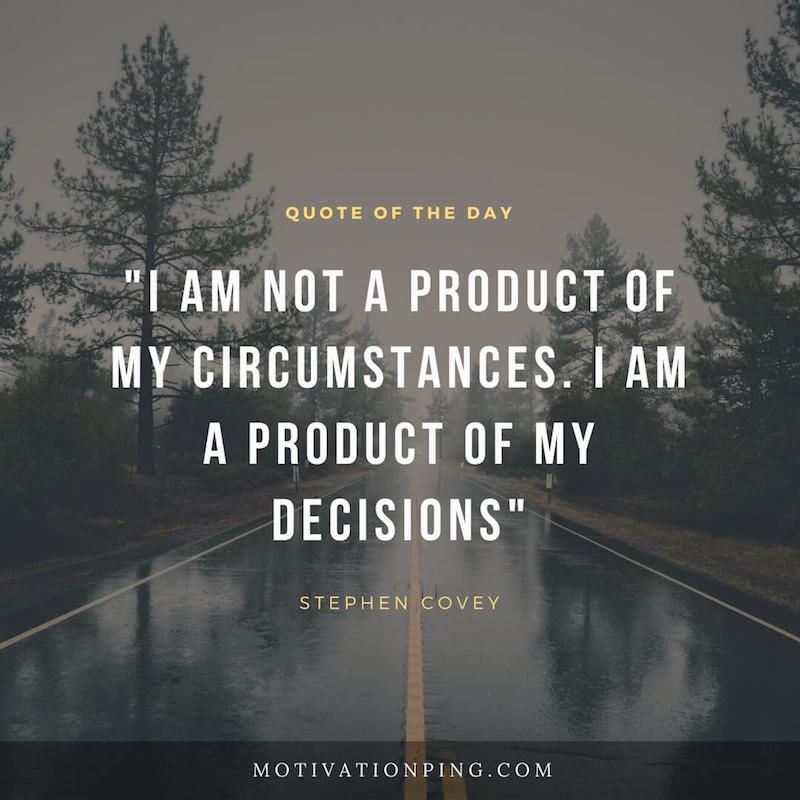 QUOTE OF THE DAY
"I AM NOT A PRODUCT OF
MY CIRCUMSTANCES. I AM
A PRODUCT OF MY
DECISIONS"
STEPHEN COVEY
MOTIVATIONPING.COM